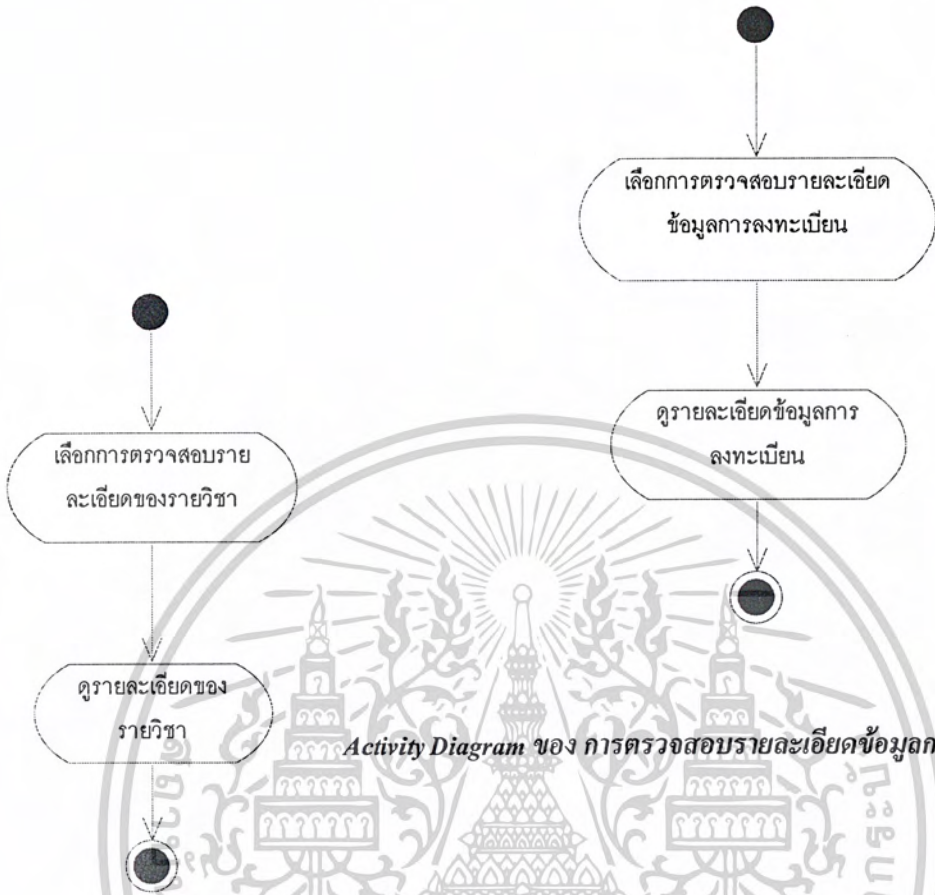 เลือกการตรวจสอบรายละเอียด
ข้อมูลการลงทะเบียน
ดูรายละเอียดข้อมูลการ
ลงทะเบียน
เลือกการตรวจสอบราย
ละเอียดของรายวิชา
ดูรายละเอียดของ
รายวิชา
Activity Diagram ของ การตรวจสอบรายละเอียดข้อมูลก